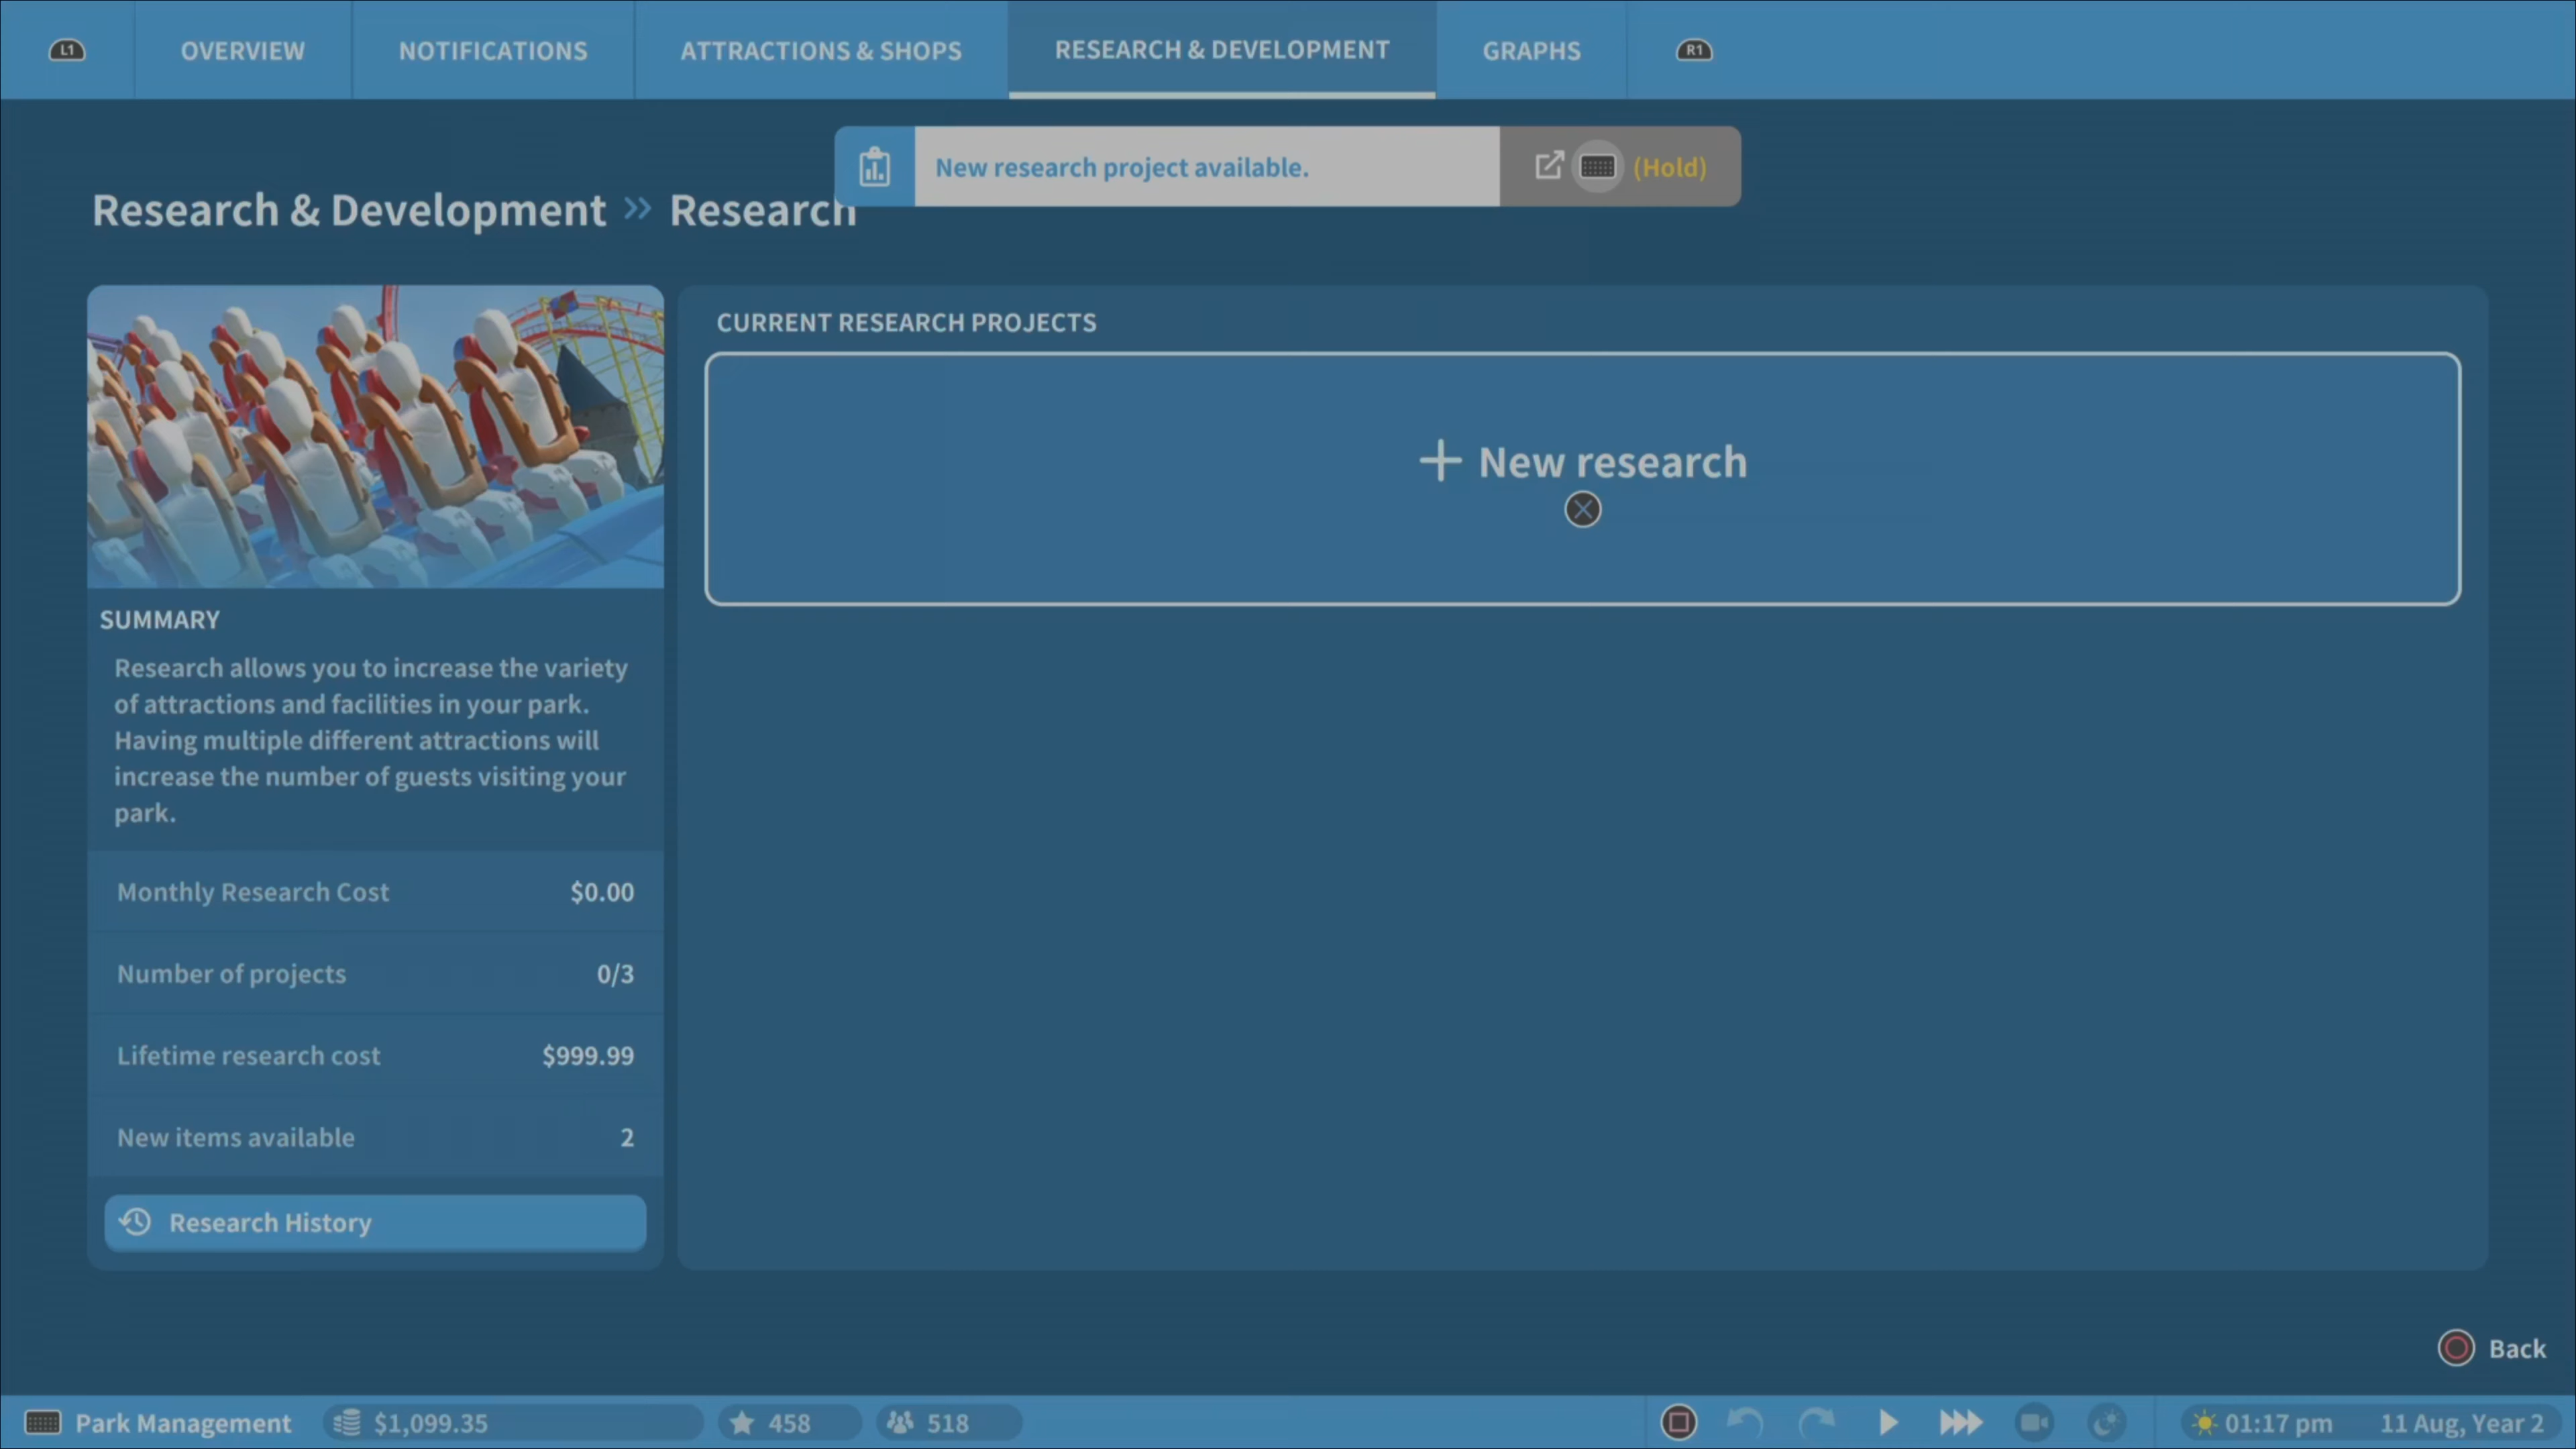 L1
OVERVIEW
NOTIFICATIONS
ATTRACTIONS & SHOPS
RESEARCH & DEVELOPMENT
GRAPHS
R1
New research project available.
(Hold)
Research & Development » Research
SUMMARY
Research allows you to increase the variety
of attractions and facilities in your park.
Having multiple different attractions will
increase the number of guests visiting your
park.
Monthly Research Cost $0.00
Number of projects 0/3
Lifetime research cost $999.99
New items available 2
Research History
CURRENT RESEARCH PROJECTS
+ New research
Back
Park Management
$1,099.35
458
518
01:17 pm
11 Aug, Year 2